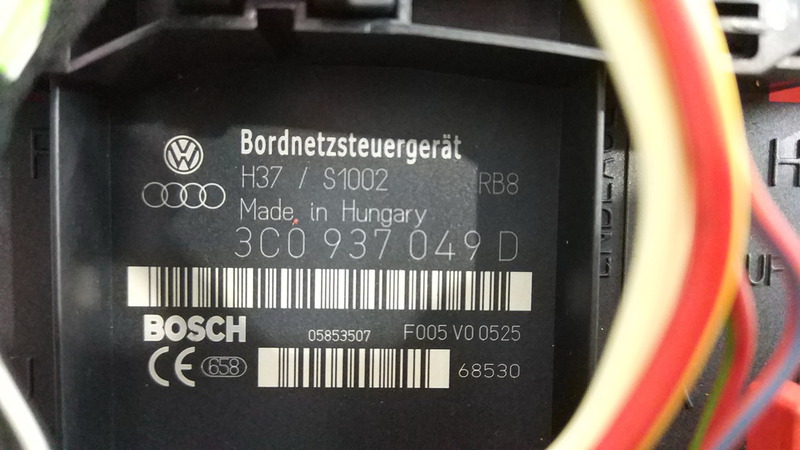 Bordnetzsteuergerät
H37 / S1002 RB8
Made in Hungary
3C0 937 049 D
BOSCH 05853507 F005 V0 0525
CE 658 68530